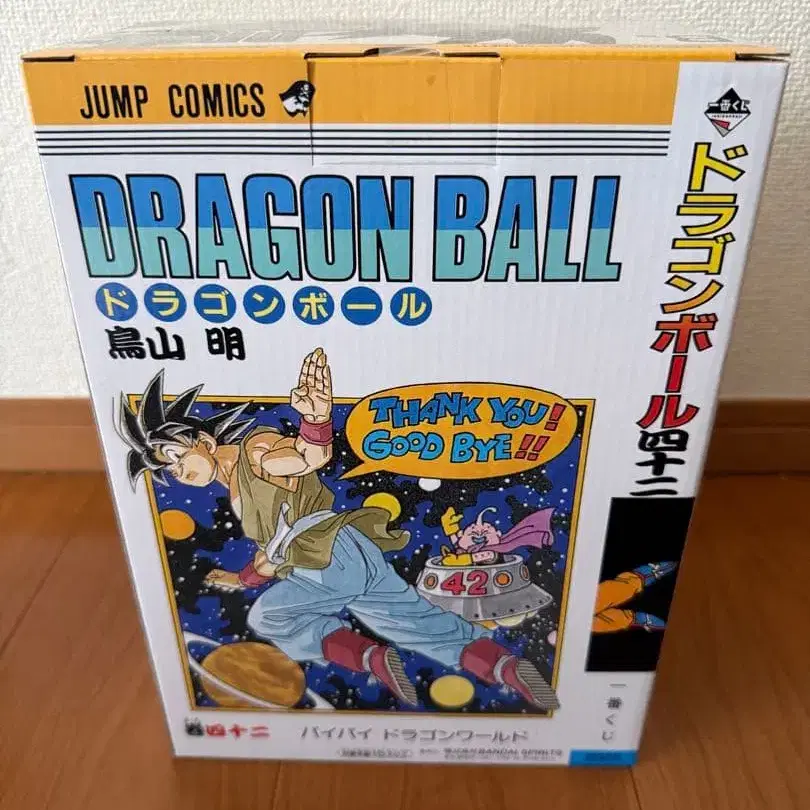 JUMP COMICS
DRAGON BALL
ドラゴンボール
鳥山 明
THANK YOU!
GOOD BYE!!
42
四十二
バイバイ ドラゴンワールド
一番くじ
ドラゴンボール 四十二
一番くじ